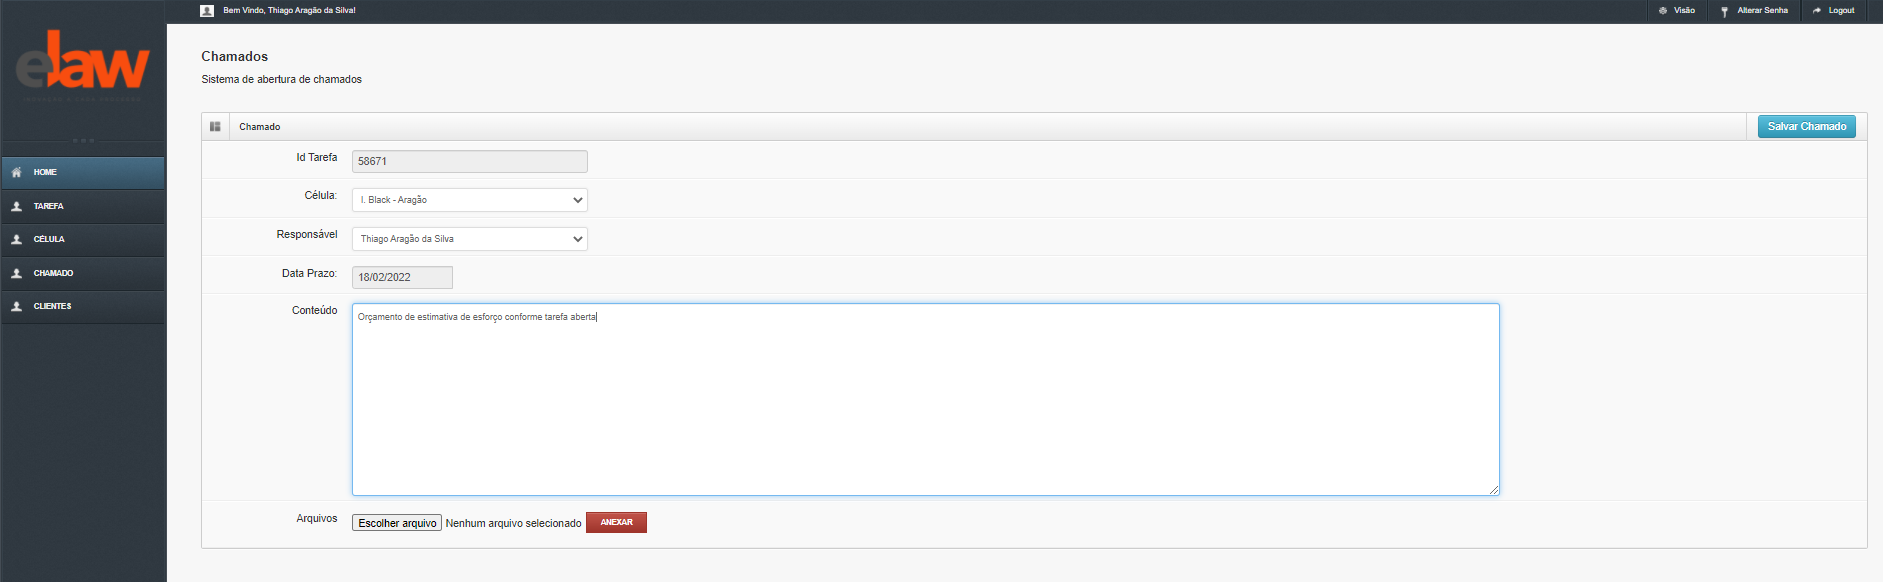 Bem Vindo, Thiago Aragão da Silva!
Visão
Alterar Senha
Logout
elaw
HOME
TAREFA
CÉLULA
CHAMADO
CLIENTES
Chamados
Sistema de abertura de chamados
Chamado
Salvar Chamado
Id Tarefa
58671
Célula:
I. Black - Aragão
Responsável
Thiago Aragão da Silva
Data Prazo:
18/02/2022
Conteúdo
Orçamento de estimativa de esforço conforme tarefa aberta
Arquivos
Escolher arquivo Nenhum arquivo selecionado
ANEXAR